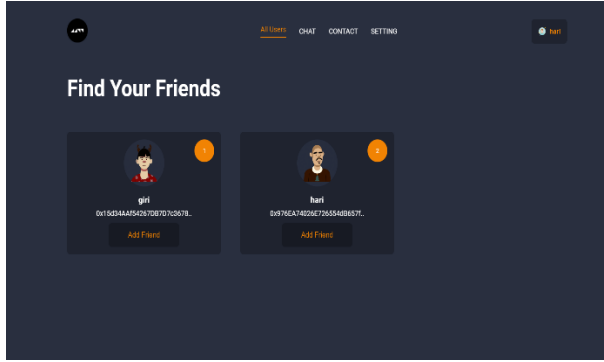 All Users CHAT CONTACT SETTING hari
Find Your Friends
1
2
giri
hari
0x15d34AAf54267DB7D7c3678..
0x976EA74026E726554dB657f..
Add Friend
Add Friend